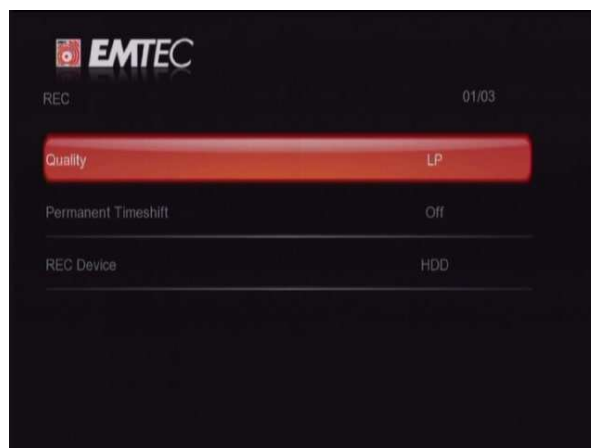 EMTEC
REC 01/03
Quality LP
Permanent Timeshift Off
REC Device HDD